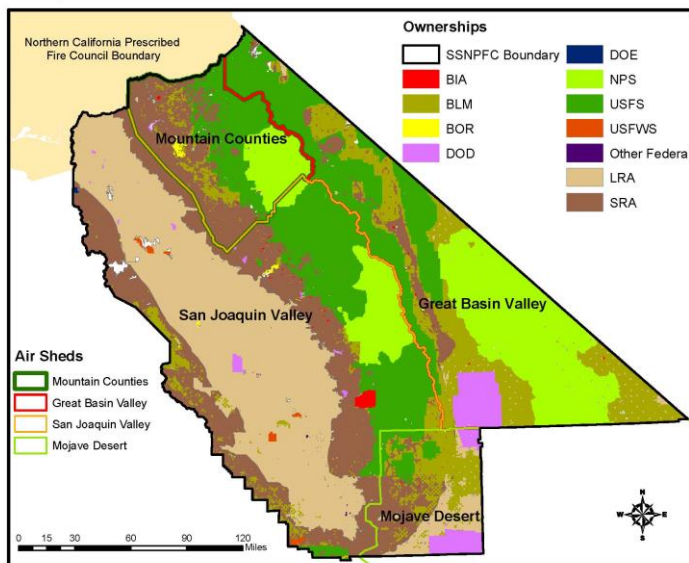 Northern California Prescribed
Fire Council Boundary
Ownerships
SSNPFC Boundary
BIA
BLM
BOR
DOD
DOE
NPS
USFS
USFWS
Other Federa
LRA
SRA
Mountain Counties
Great Basin Valley
San Joaquin Valley
Mojave Desert
Air Sheds
Mountain Counties
Great Basin Valley
San Joaquin Valley
Mojave Desert
0 15 30 60 90 120
Miles
N
W E
S